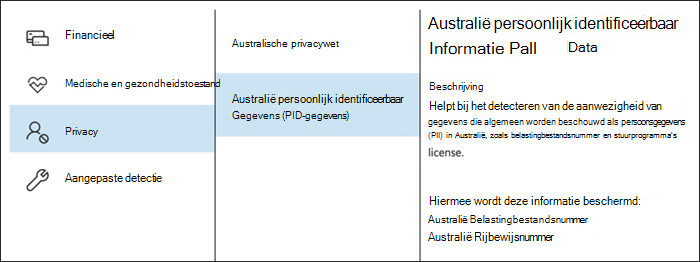 Financieel
Medische en gezondheidstoestand
Privacy
Aangepaste detectie
Australische privacywet
Australië persoonlijk identificeerbaar
Gegevens (PID-gegevens)
Australië persoonlijk identificeerbaar
Informatie Pall Data
Beschrijving
Helpt bij het detecteren van de aanwezigheid van
gegevens die algemeen worden beschouwd als persoonsgegevens
(PII) in Australië, zoals belastingbestandsnummer en stuurprogramma's
license.
Hiermee wordt deze informatie beschermd:
Australië Belastingbestandsnummer
Australië Rijbewijsnummer